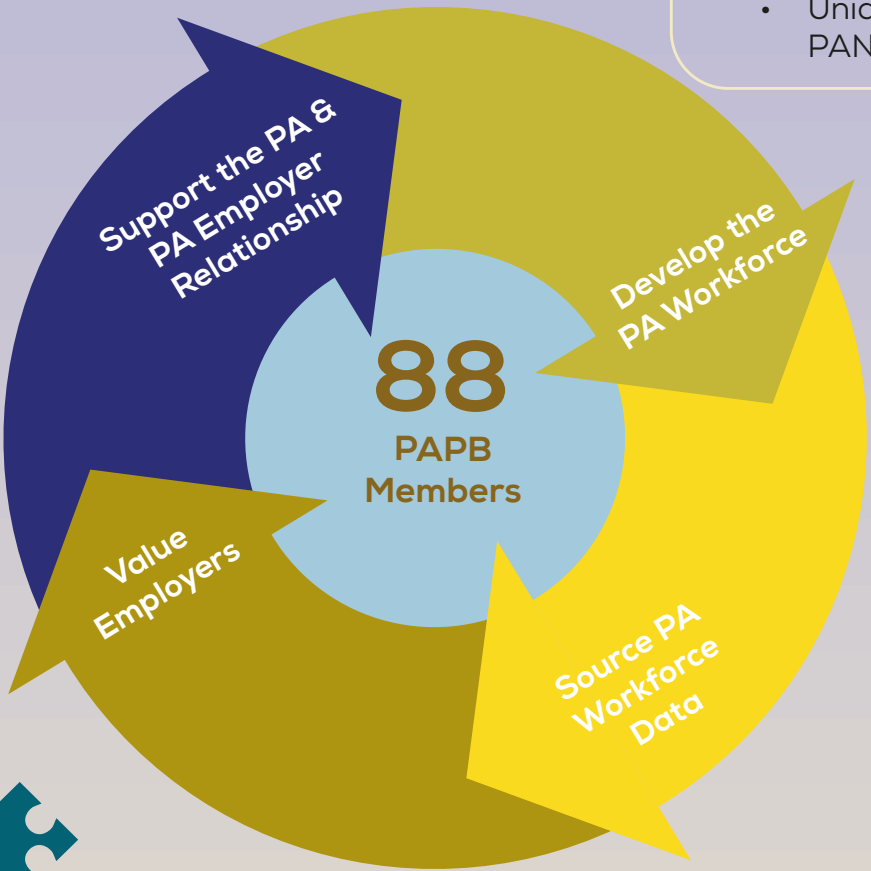 Support the PA &
PA Employer
Relationship
Develop the
PA Workforce
88
PAPB
Members
Value
Employers
Source PA
Workforce
Data